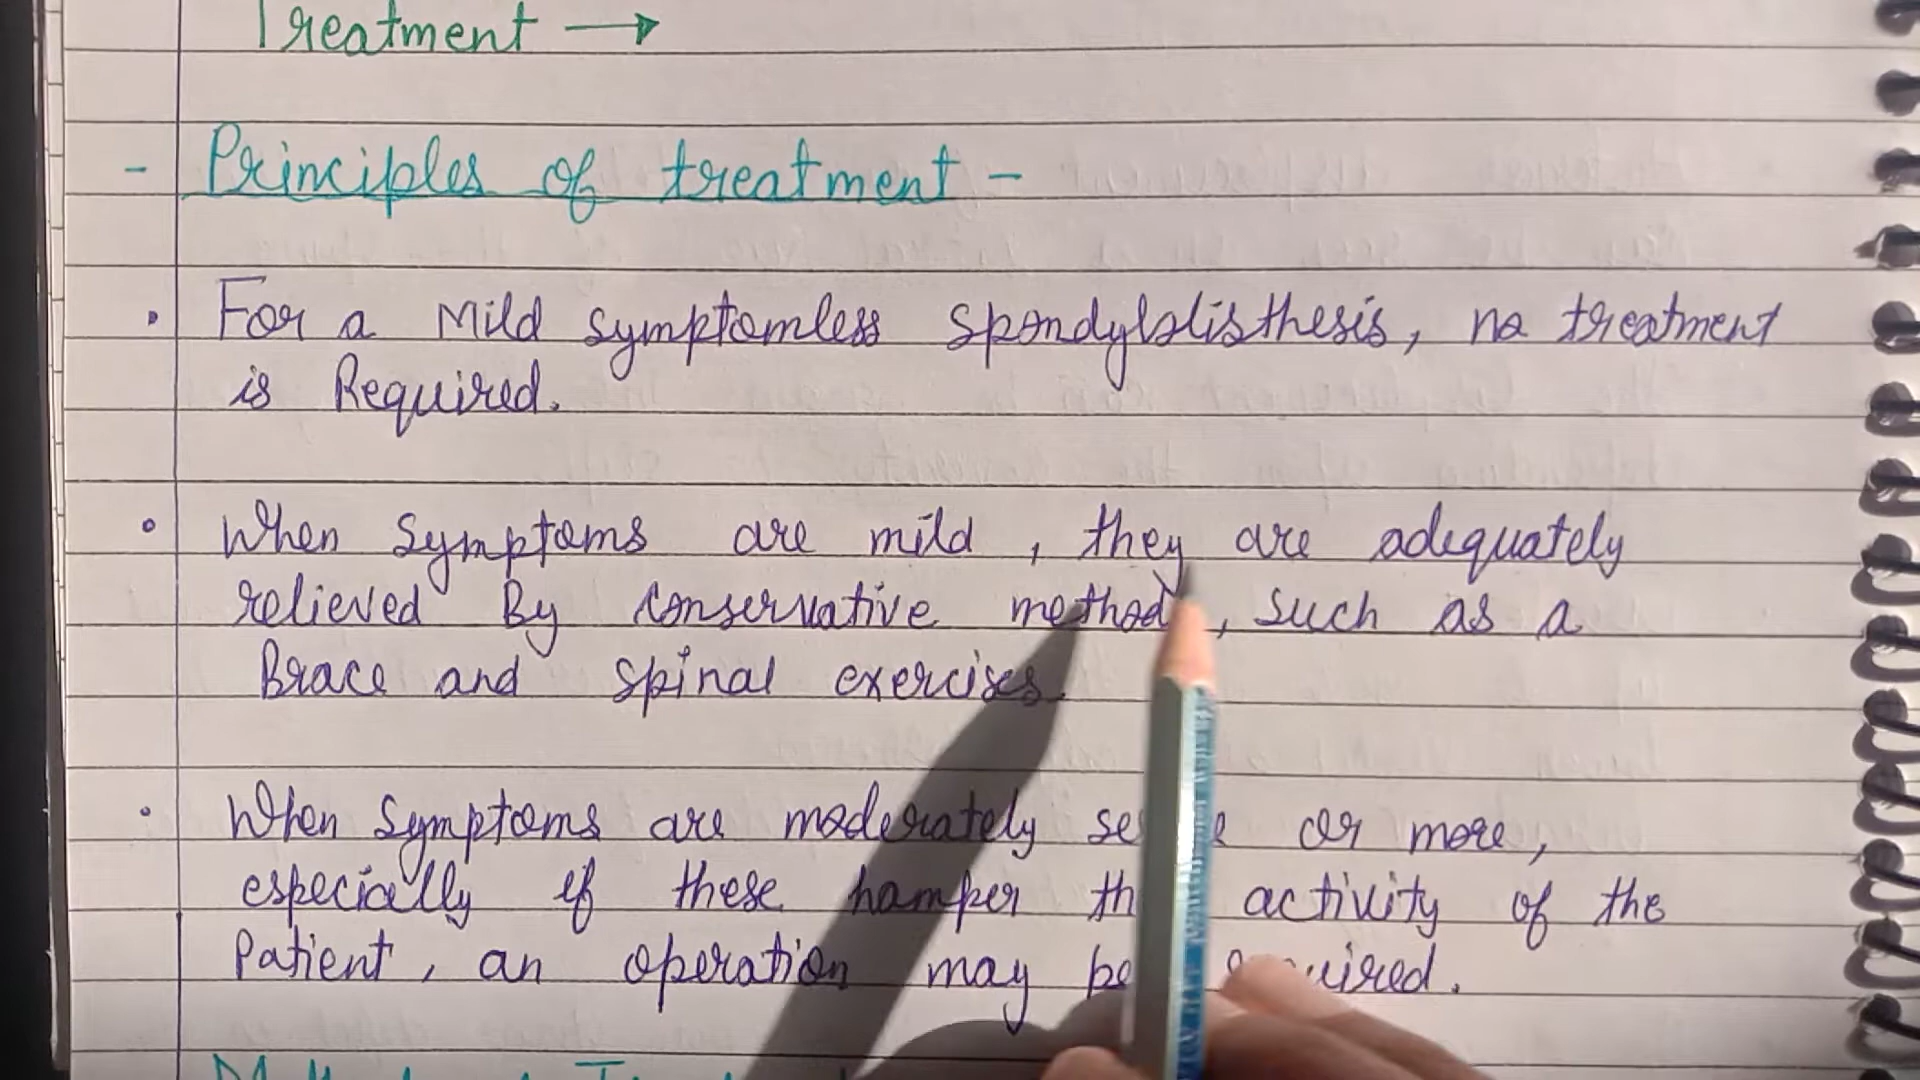 Treatment →
- Principles of treatment -
• For a Mild symptomless spondylolisthesis, no treatment
is Required.
• When symptoms are mild, they are adequately
relieved By conservative method, such as a
Brace and spinal exercises.
• When symptoms are moderately or more,
especially if these hamper activity of the
Patient, an operation may be